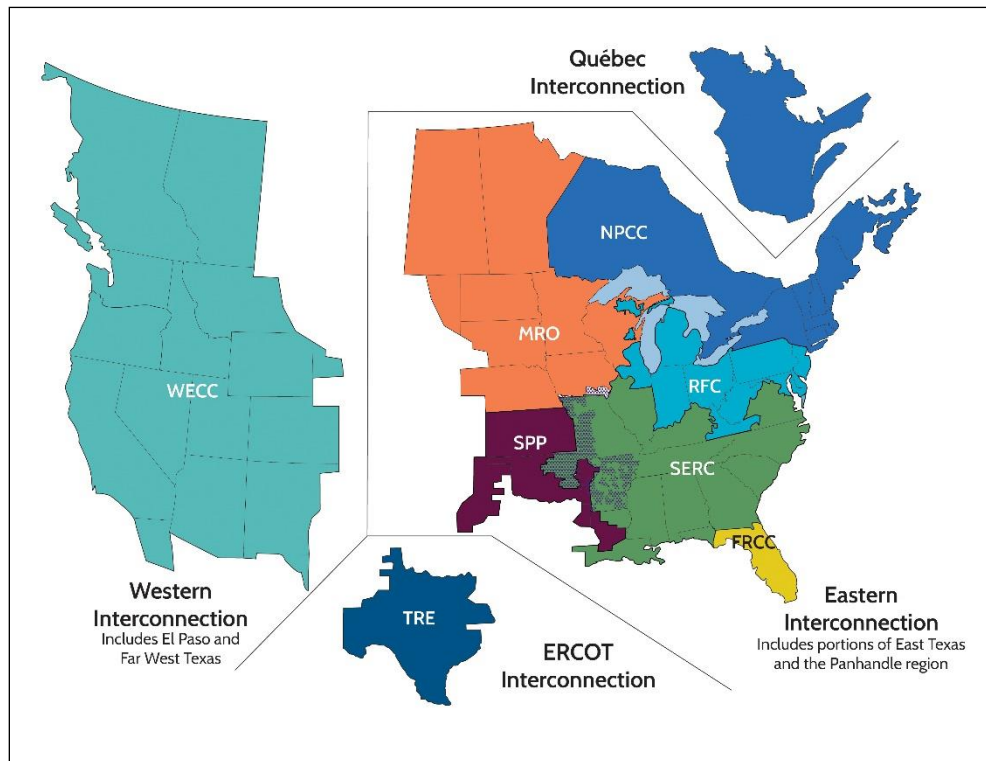 Québec
Interconnection
NPCC
MRO
RFC
WECC
SPP
SERC
FRCC
Western
Interconnection
Includes El Paso and
Far West Texas
TRE
ERCOT
Interconnection
Eastern
Interconnection
Includes portions of East Texas
and the Panhandle region